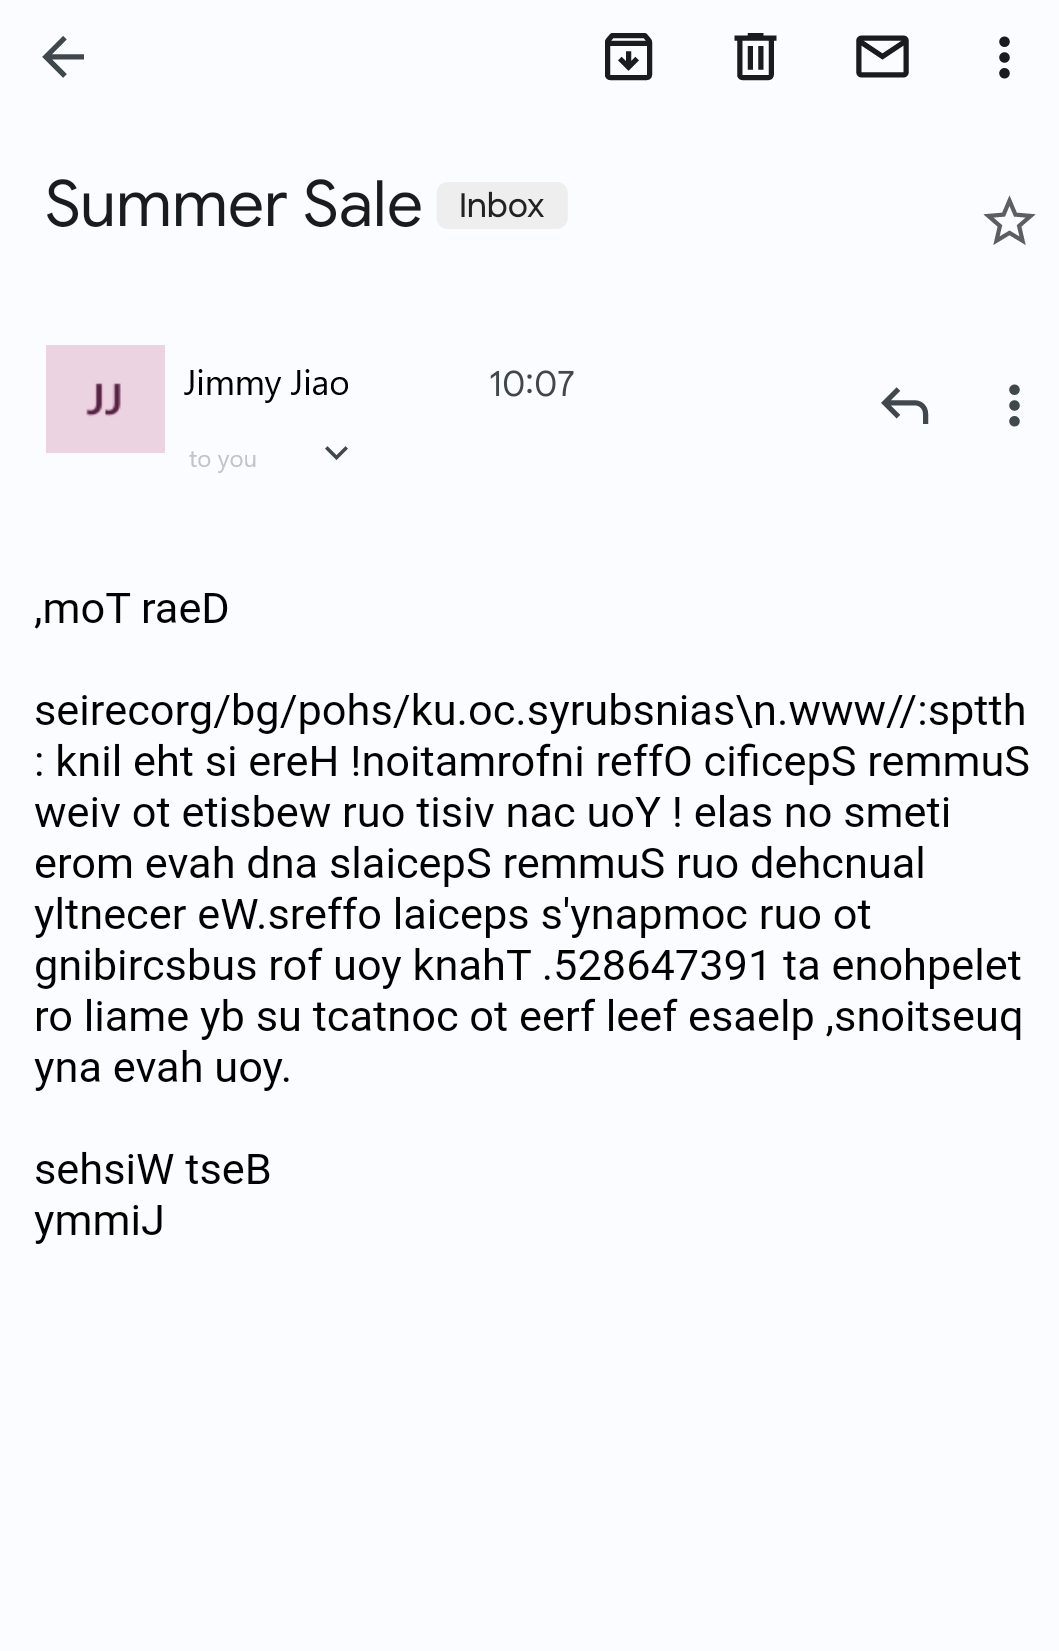 Summer Sale Inbox
JJ
Jimmy Jiao 10:07
to you
,moT raeD
seirecorg/bg/pohs/ku.oc.syrubsnias\n.www//:sptth
: knil eht si ereH !noitamrofni reffO cificepS remmuS
weiv ot etisbew ruo tisiv nac uoY ! elas no smeti
erom evah dna slaicepS remmuS ruo dehcnual
yltnecer eW.sreffo laiceps s'ynapmoc ruo ot
gnibircsbus rof uoy knahT .528647391 ta enohpelet
ro liame yb su tcatnoc ot eerf leef esaelp ,snoitseuq
yna evah uoy.
sehsiW tseB
ymmiJ